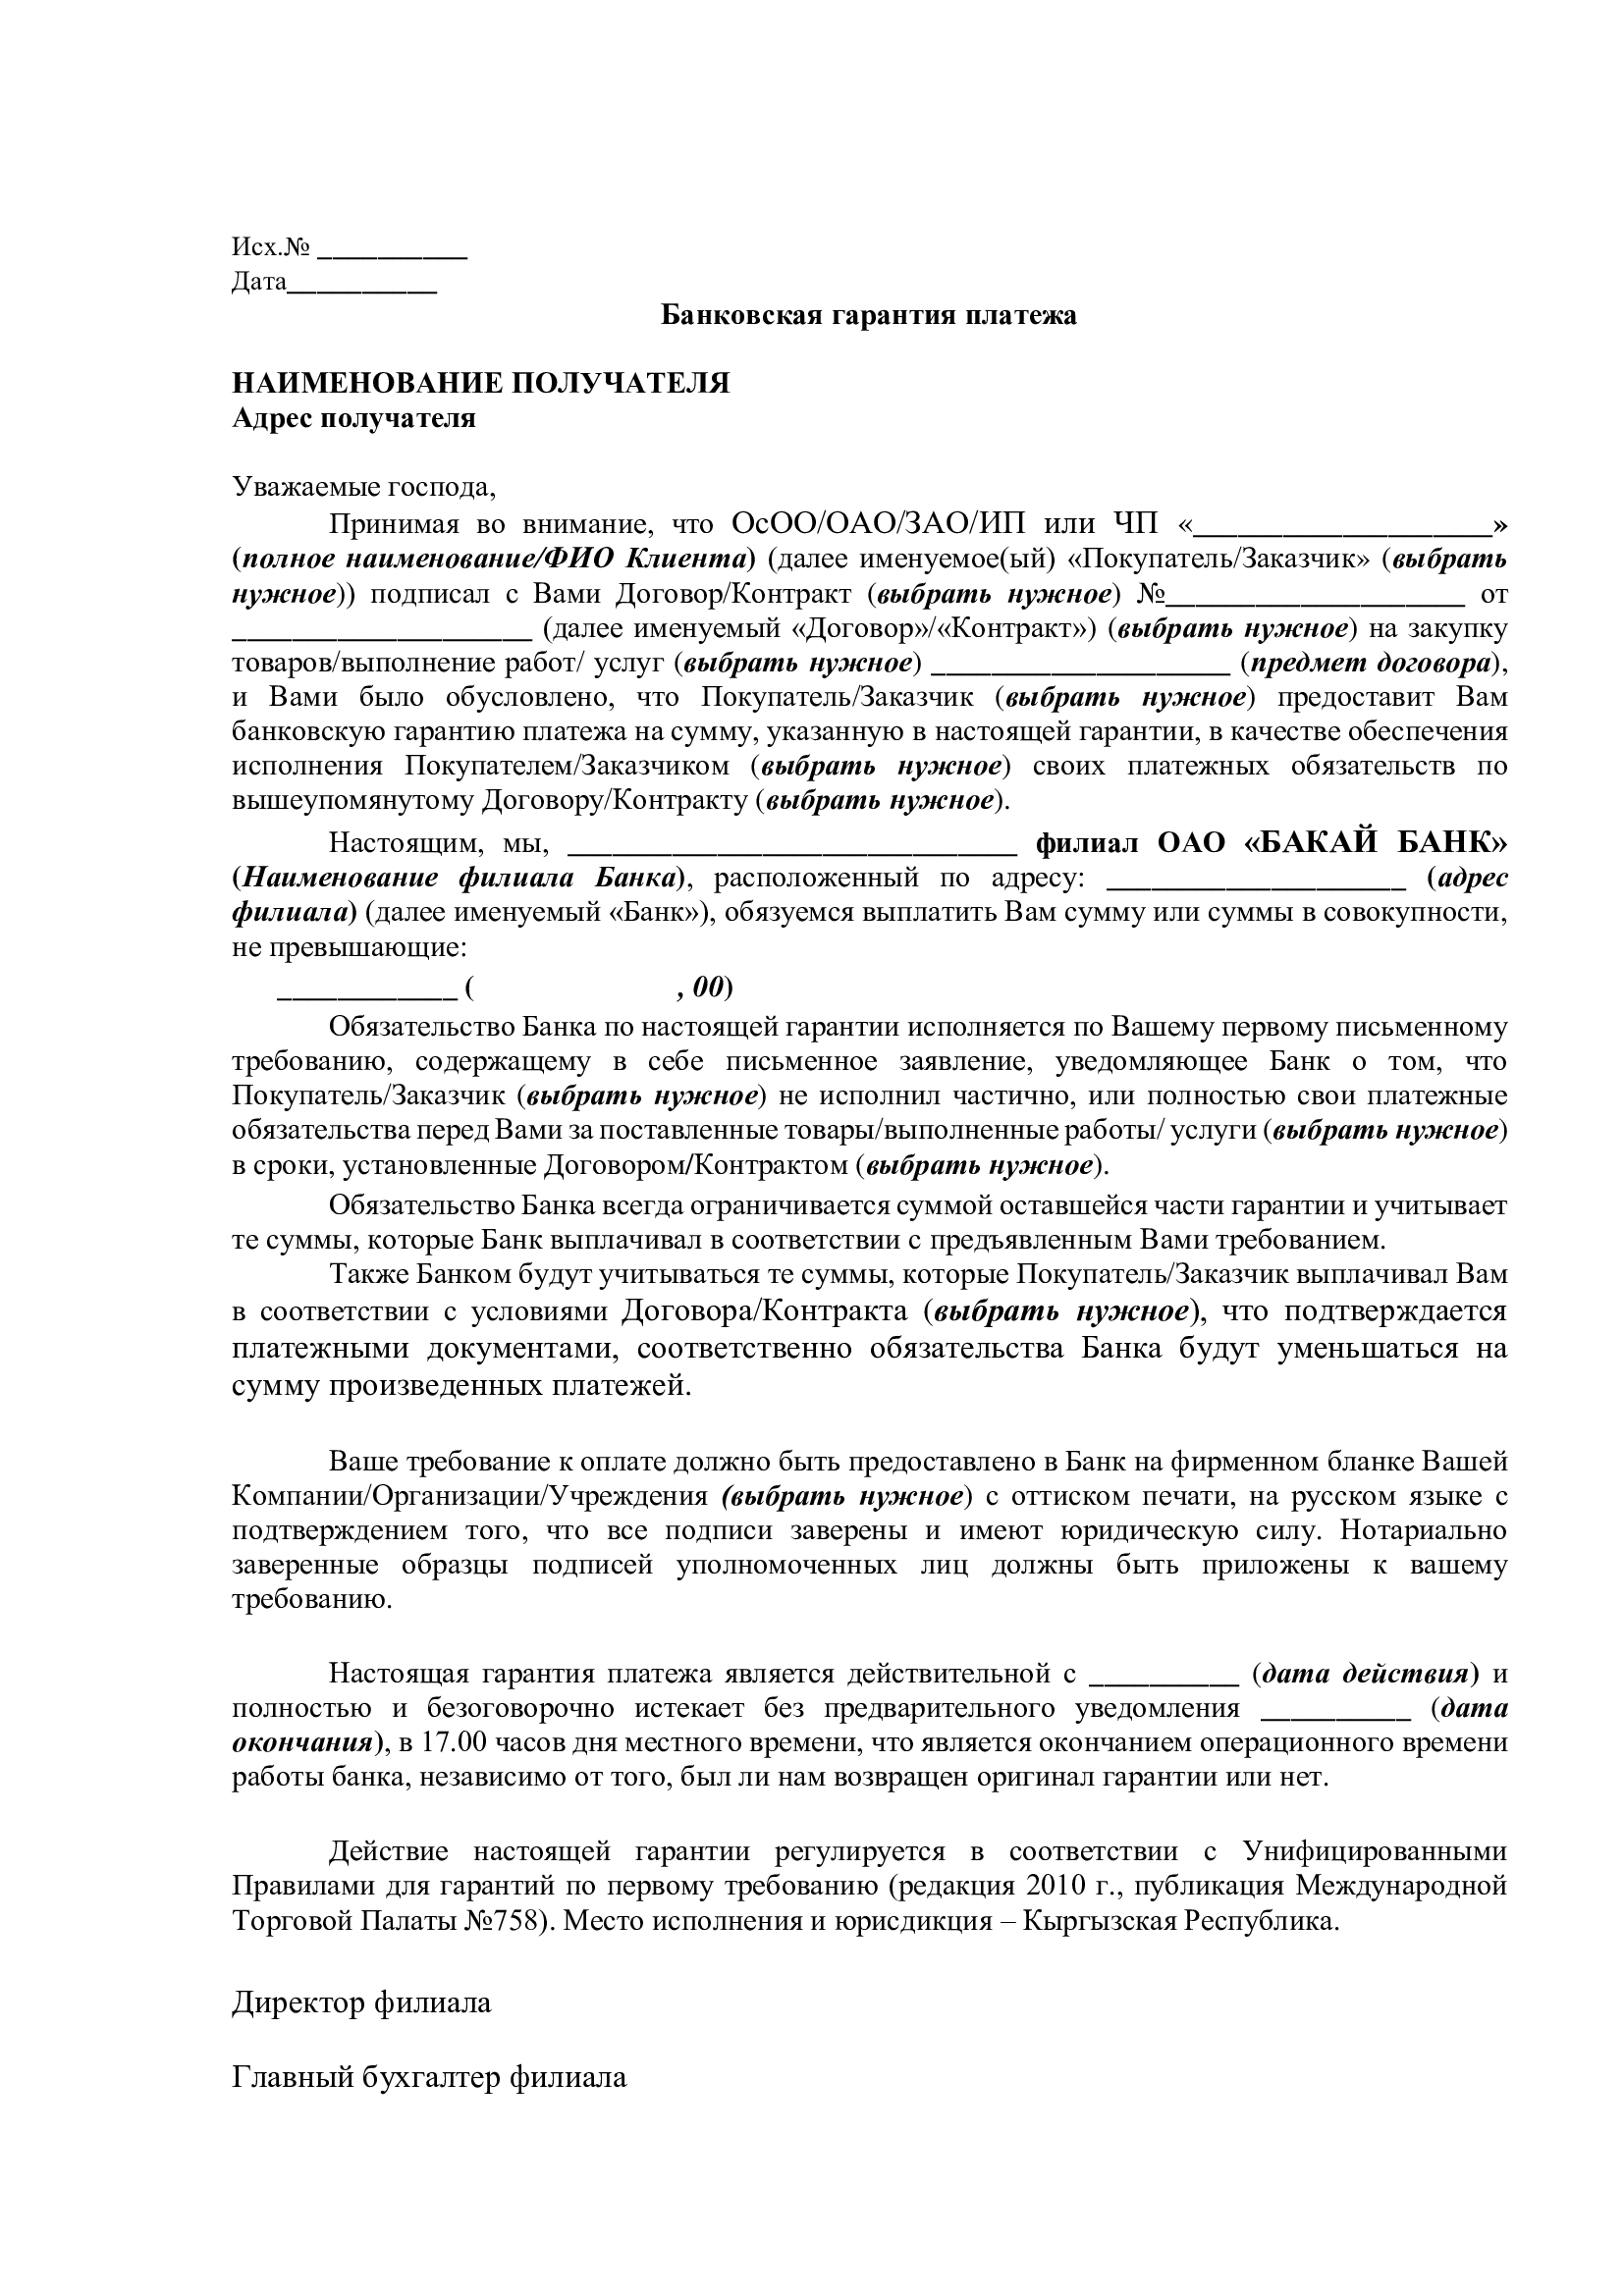 Исх.№ __________
Дата__________
Банковская гарантия платежа
НАИМЕНОВАНИЕ ПОЛУЧАТЕЛЯ
Адрес получателя
Уважаемые господа,
Принимая во внимание, что ОсОО/ОАО/ЗАО/ИП или ЧП «____________________»
(полное наименование/ФИО Клиента) (далее именуемое(ый) «Покупатель/Заказчик» (выбрать
нужное)) подписал с Вами Договор/Контракт (выбрать нужное) №____________________ от
____________________ (далее именуемый «Договор»/«Контракт») (выбрать нужное) на закупку
товаров/выполнение работ/ услуг (выбрать нужное) ____________________ (предмет договора),
и Вами было обусловлено, что Покупатель/Заказчик (выбрать нужное) предоставит Вам
банковскую гарантию платежа на сумму, указанную в настоящей гарантии, в качестве обеспечения
исполнения Покупателем/Заказчиком (выбрать нужное) своих платежных обязательств по
вышеупомянутому Договору/Контракту (выбрать нужное).
Настоящим, мы, ______________________________ филиал ОАО «БАКАЙ БАНК»
(Наименование филиала Банка), расположенный по адресу: ____________________ (адрес
филиала) (далее именуемый «Банк»), обязуемся выплатить Вам сумму или суммы в совокупности,
не превышающие:
____________ ( , 00)
Обязательство Банка по настоящей гарантии исполняется по Вашему первому письменному
требованию, содержащему в себе письменное заявление, уведомляющее Банк о том, что
Покупатель/Заказчик (выбрать нужное) не исполнил частично, или полностью свои платежные
обязательства перед Вами за поставленные товары/выполненные работы/ услуги (выбрать нужное)
в сроки, установленные Договором/Контрактом (выбрать нужное).
Обязательство Банка всегда ограничивается суммой оставшейся части гарантии и учитывает
те суммы, которые Банк выплачивал в соответствии с предъявленным Вами требованием.
Также Банком будут учитываться те суммы, которые Покупатель/Заказчик выплачивал Вам
в соответствии с условиями Договора/Контракта (выбрать нужное), что подтверждается
платежными документами, соответственно обязательства Банка будут уменьшаться на
сумму произведенных платежей.
Ваше требование к оплате должно быть предоставлено в Банк на фирменном бланке Вашей
Компании/Организации/Учреждения (выбрать нужное) с оттиском печати, на русском языке с
подтверждением того, что все подписи заверены и имеют юридическую силу. Нотариально
заверенные образцы подписей уполномоченных лиц должны быть приложены к вашему
требованию.
Настоящая гарантия платежа является действительной с __________ (дата действия) и
полностью и безоговорочно истекает без предварительного уведомления __________ (дата
окончания), в 17.00 часов дня местного времени, что является окончанием операционного времени
работы банка, независимо от того, был ли нам возвращен оригинал гарантии или нет.
Действие настоящей гарантии регулируется в соответствии с Унифицированными
Правилами для гарантий по первому требованию (редакция 2010 г., публикация Международной
Торговой Палаты №758). Место исполнения и юрисдикция – Кыргызская Республика.
Директор филиала
Главный бухгалтер филиала